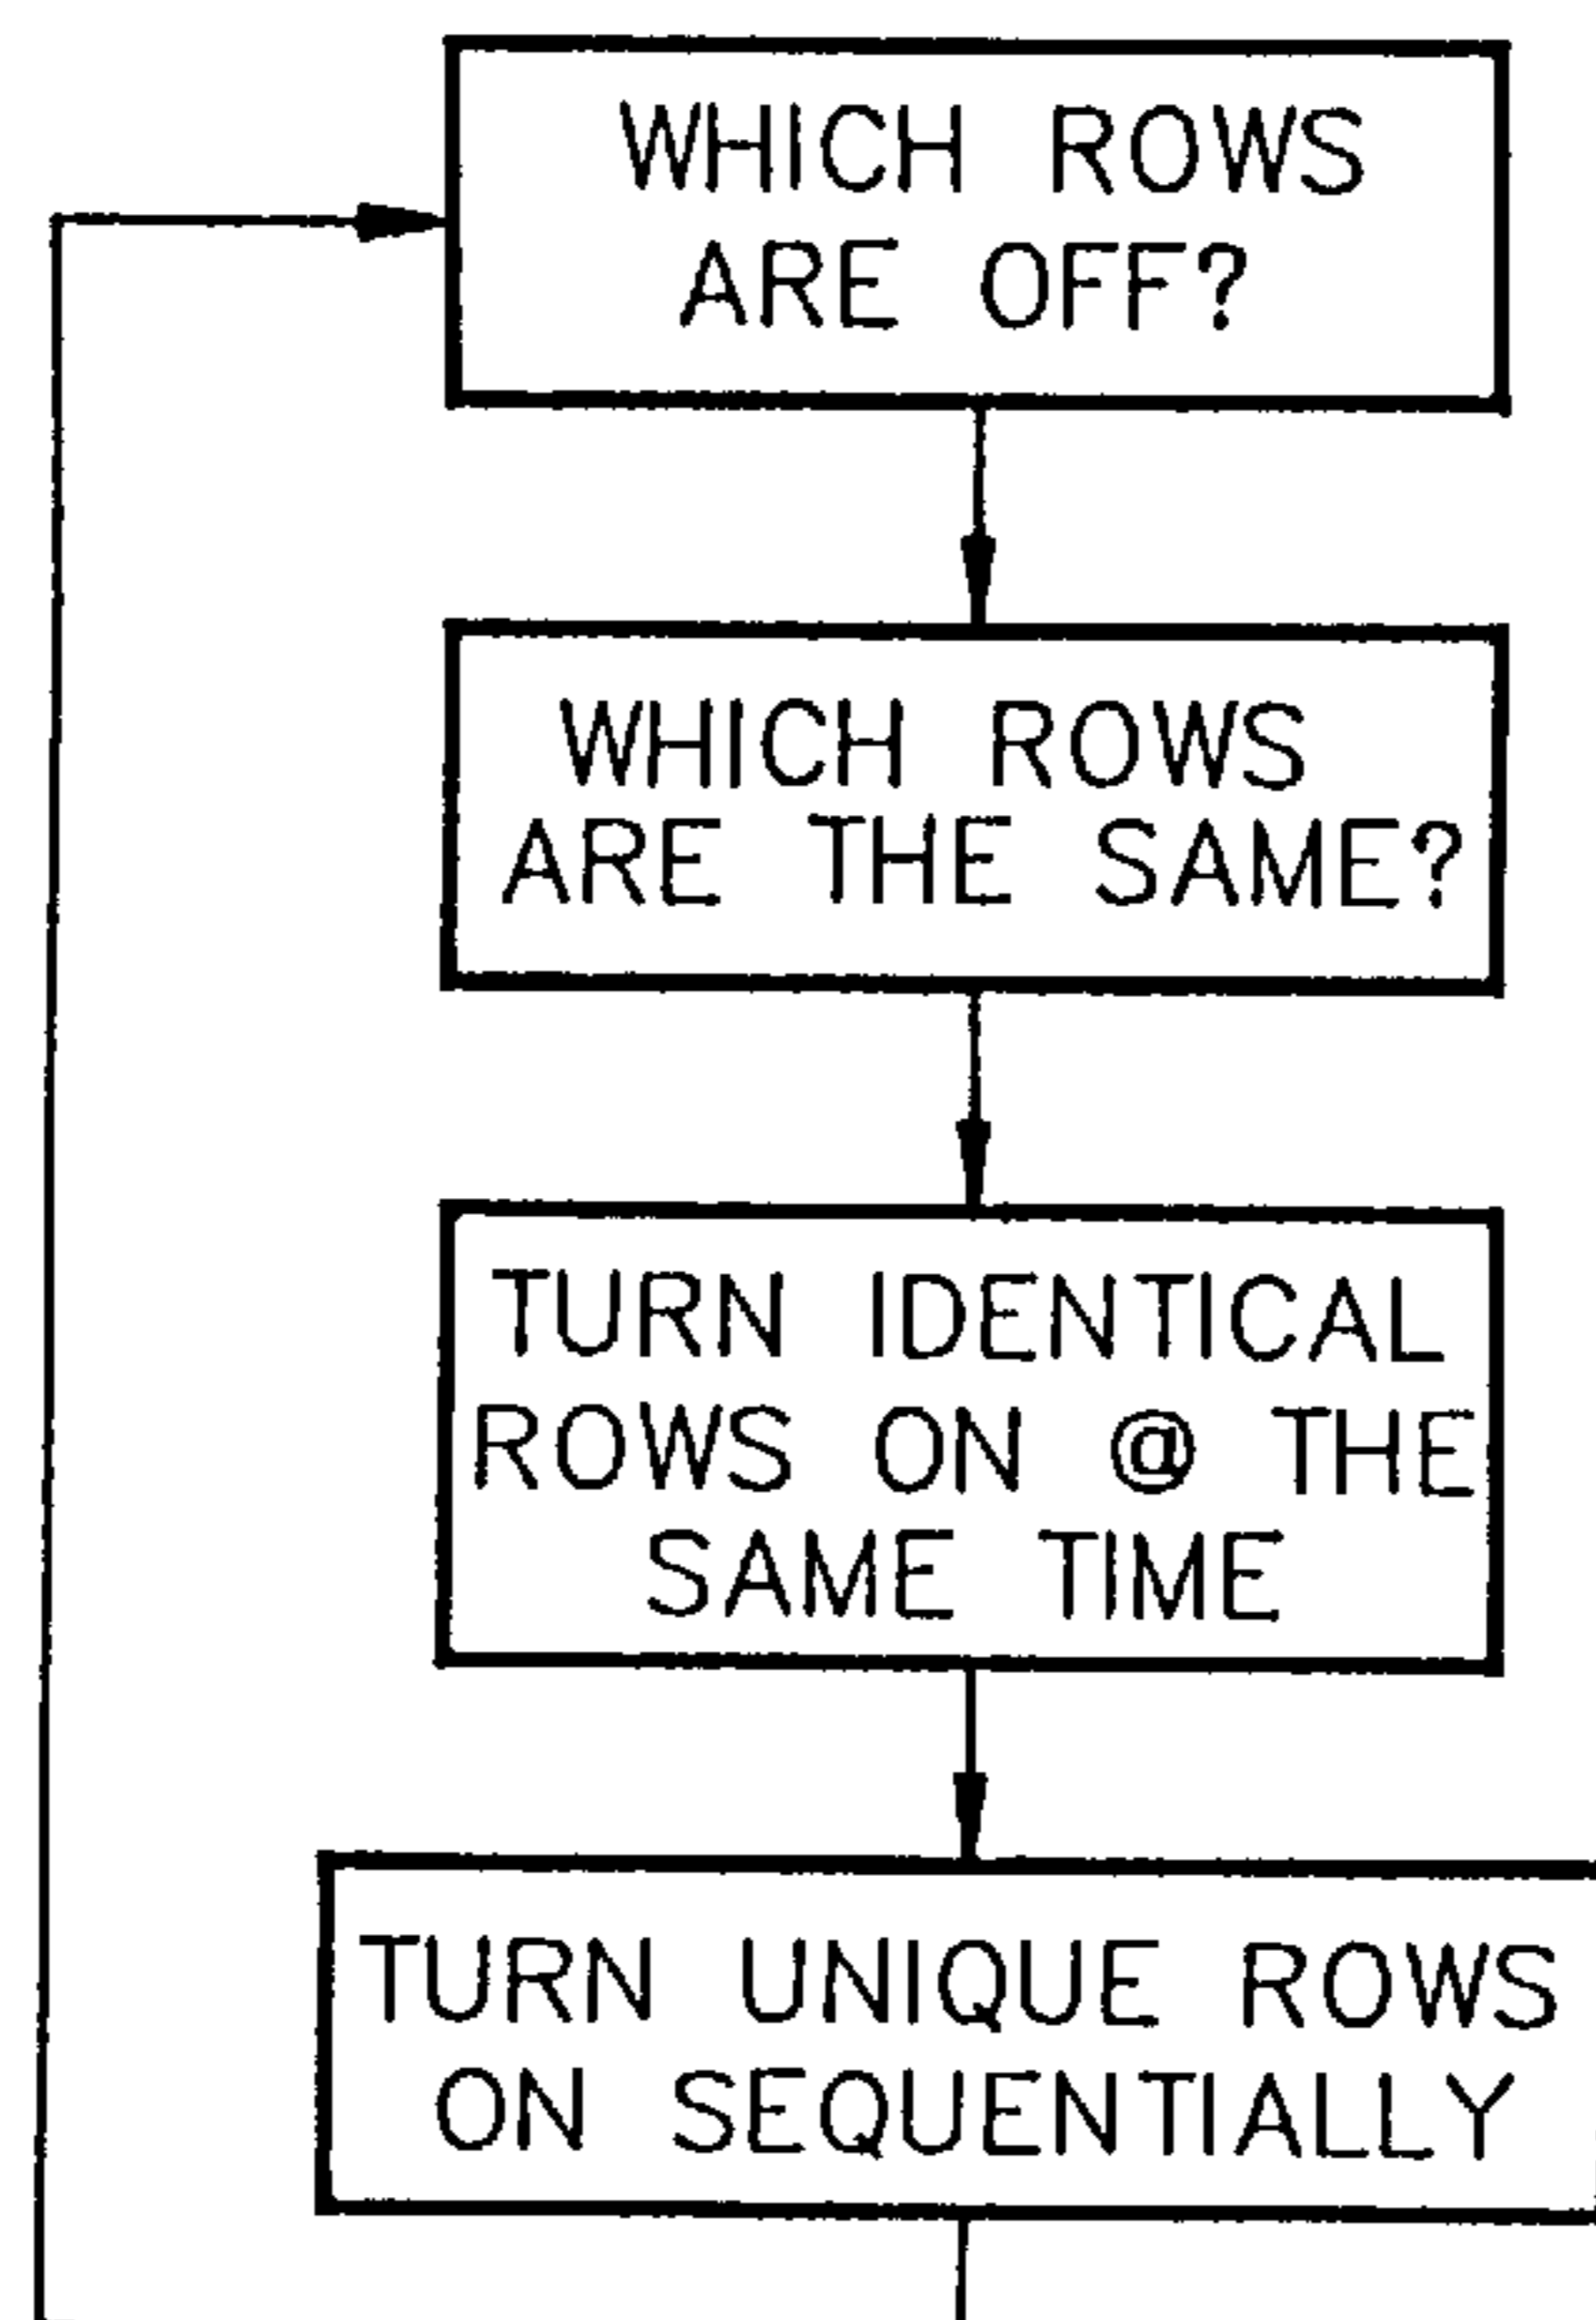 WHICH ROWS
ARE OFF?
WHICH ROWS
ARE THE SAME?
TURN IDENTICAL
ROWS ON @ THE
SAME TIME
TURN UNIQUE ROWS
ON SEQUENTIALLY